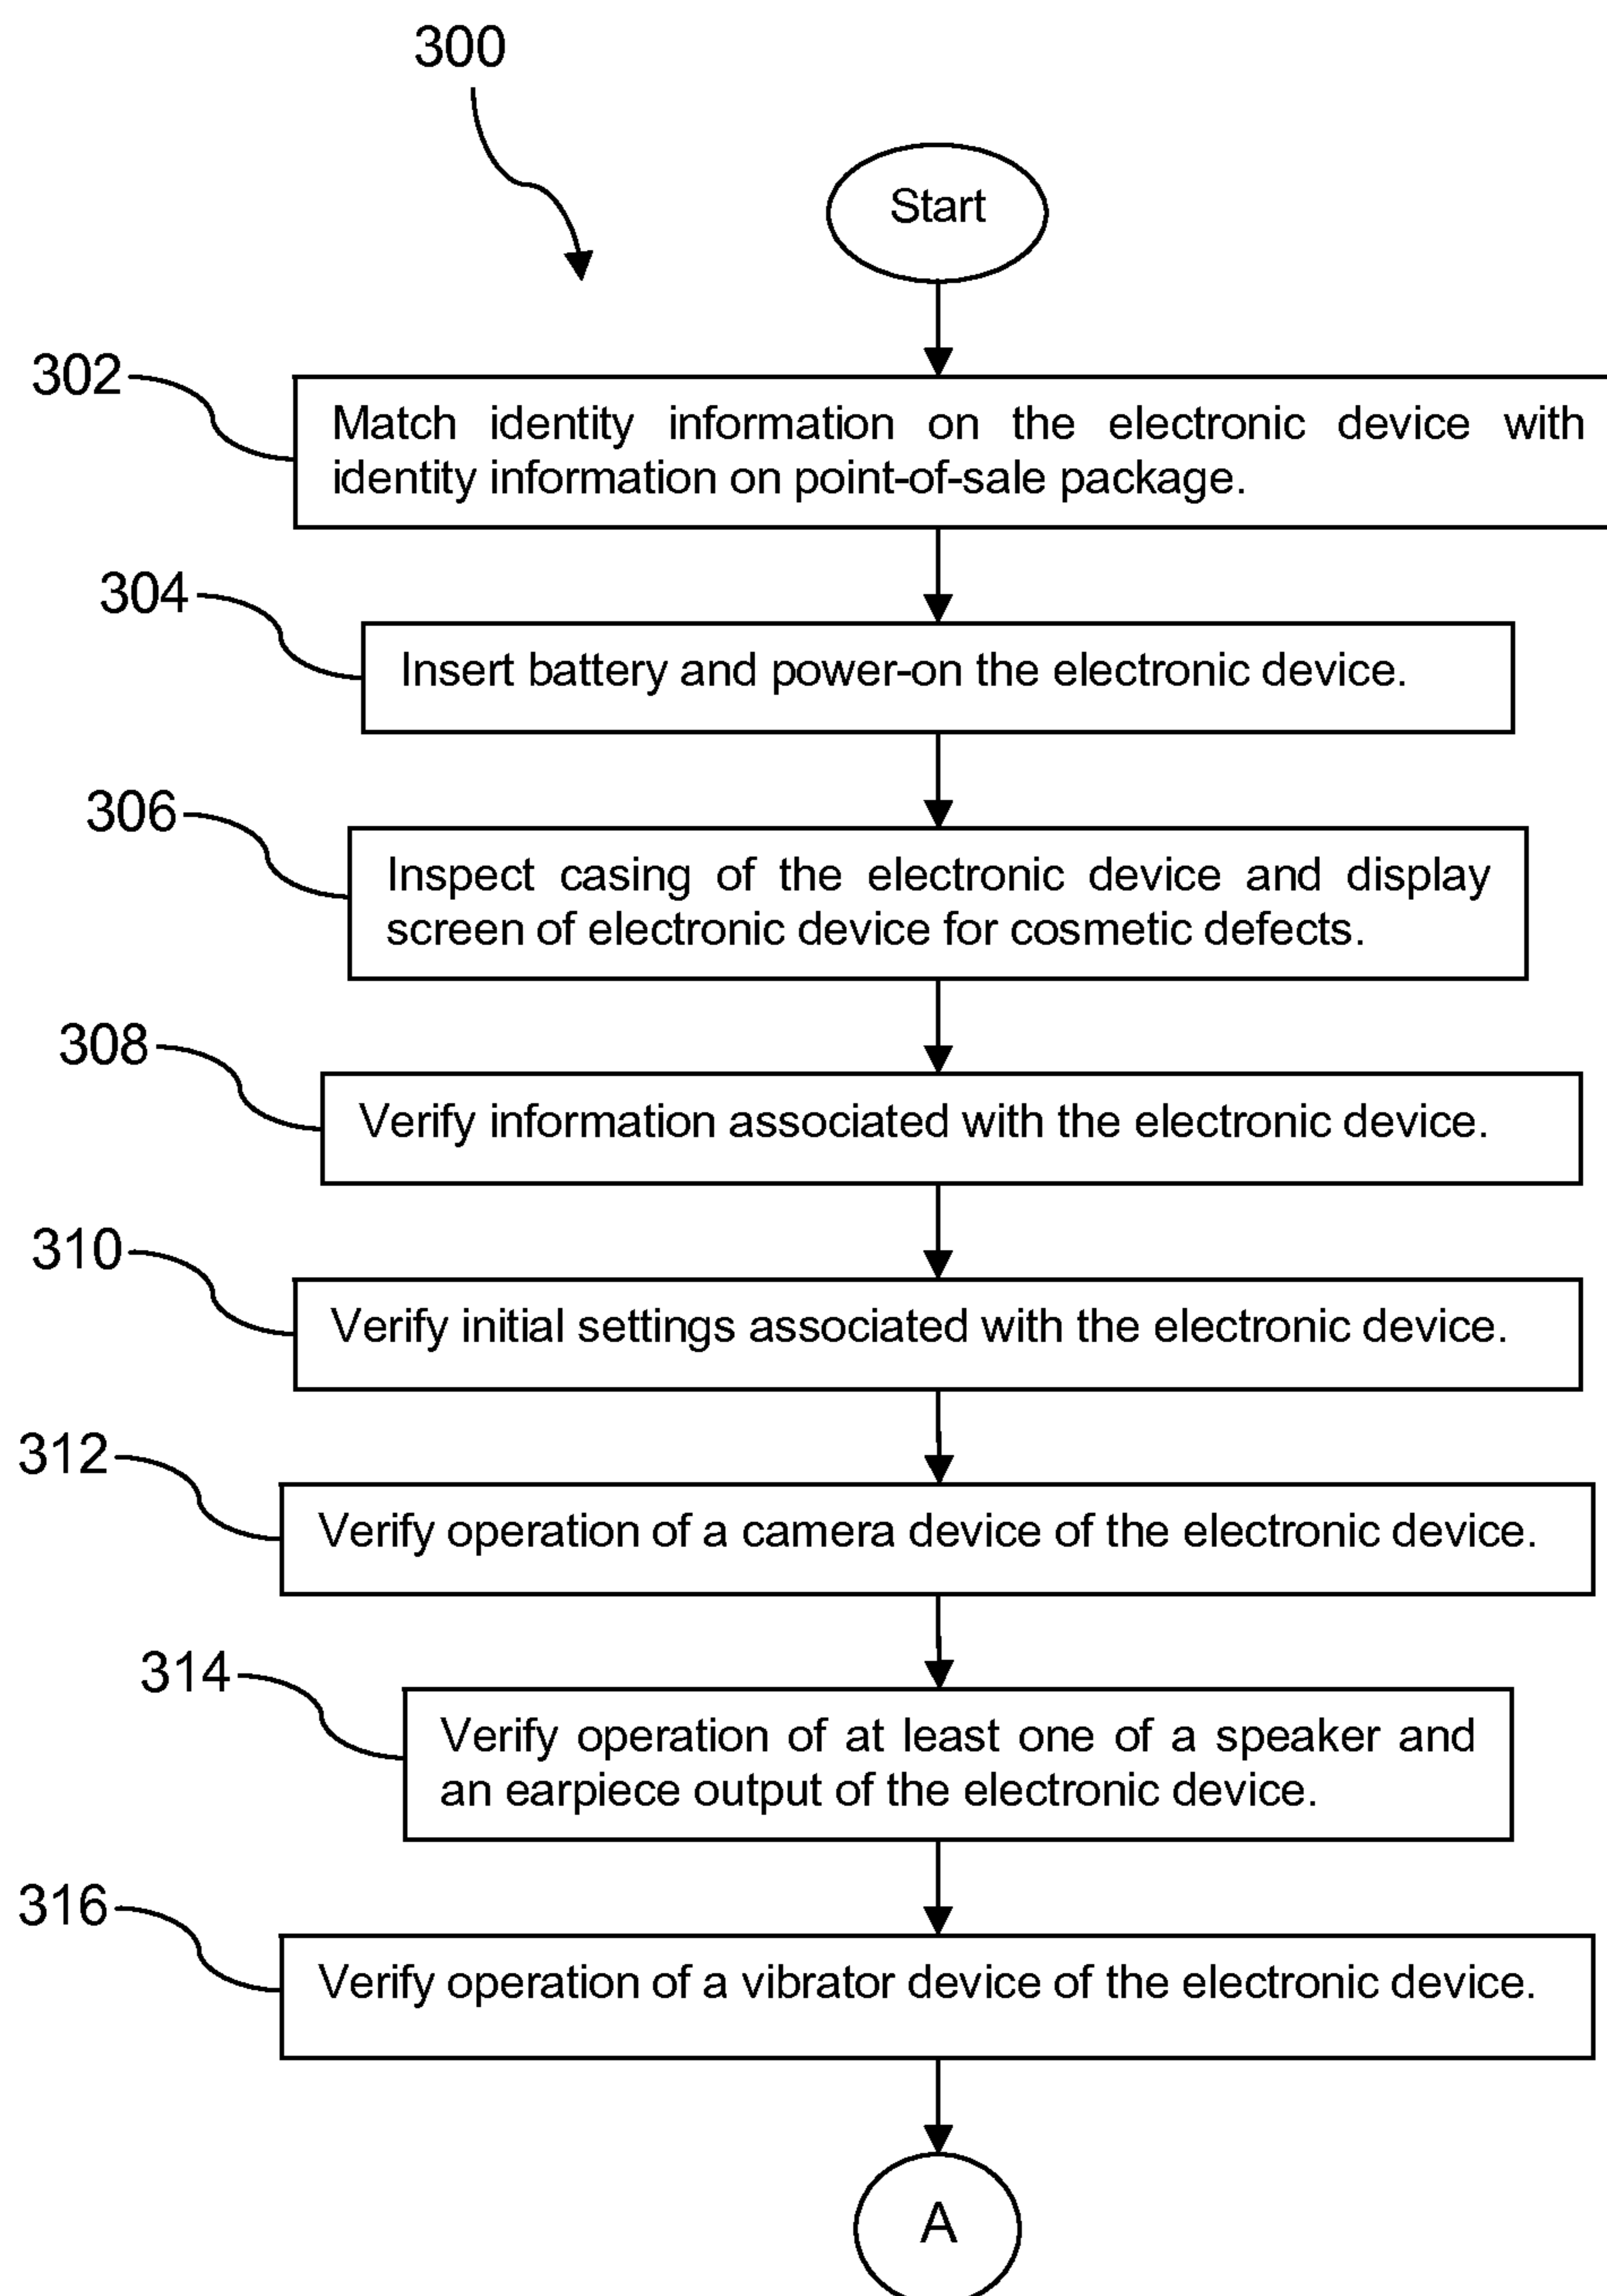 300
Start
302
Match identity information on the electronic device with
identity information on point-of-sale package.
304
Insert battery and power-on the electronic device.
306
Inspect casing of the electronic device and display
screen of electronic device for cosmetic defects.
308
Verify information associated with the electronic device.
310
Verify initial settings associated with the electronic device.
312
Verify operation of a camera device of the electronic device.
314
Verify operation of at least one of a speaker and
an earpiece output of the electronic device.
316
Verify operation of a vibrator device of the electronic device.
A